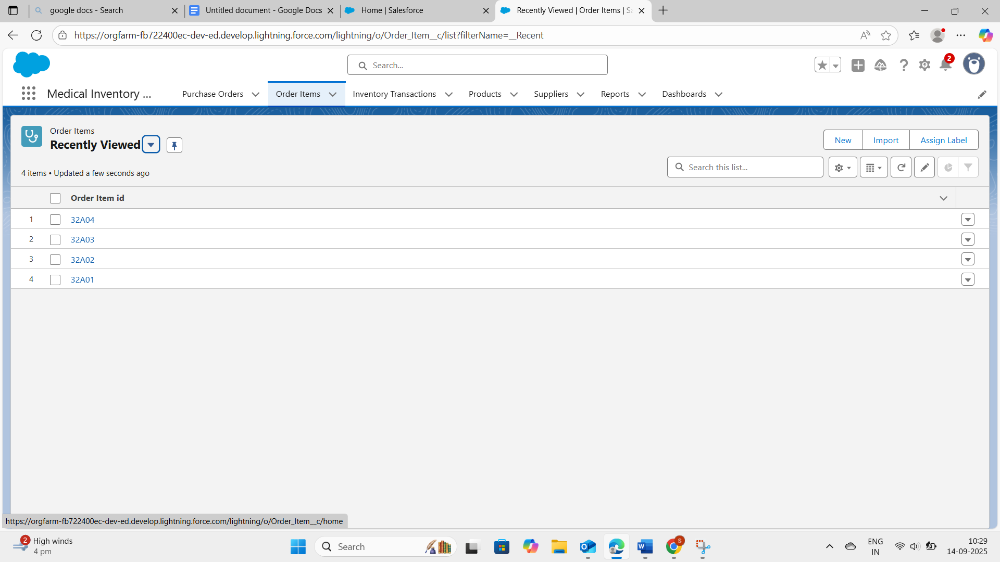 google docs - Search
Untitled document - Google Docs
Home | Salesforce
Recently Viewed | Order Items | Sa
https://orgfarm-fb722400ec-dev-ed.develop.lightning.force.com/lightning/o/Order_Item__c/list?filterName=__Recent
Search...
2
Medical Inventory ...
Purchase Orders
Order Items
Inventory Transactions
Products
Suppliers
Reports
Dashboards
Order Items
Recently Viewed
New
Import
Assign Label
4 items • Updated a few seconds ago
Search this list...
Order Item id
1 32A04
2 32A03
3 32A02
4 32A01
https://orgfarm-fb722400ec-dev-ed.develop.lightning.force.com/lightning/o/Order_Item__c/home
2
High winds
4 pm
Search
S
ENG
IN
10:29
14-09-2025